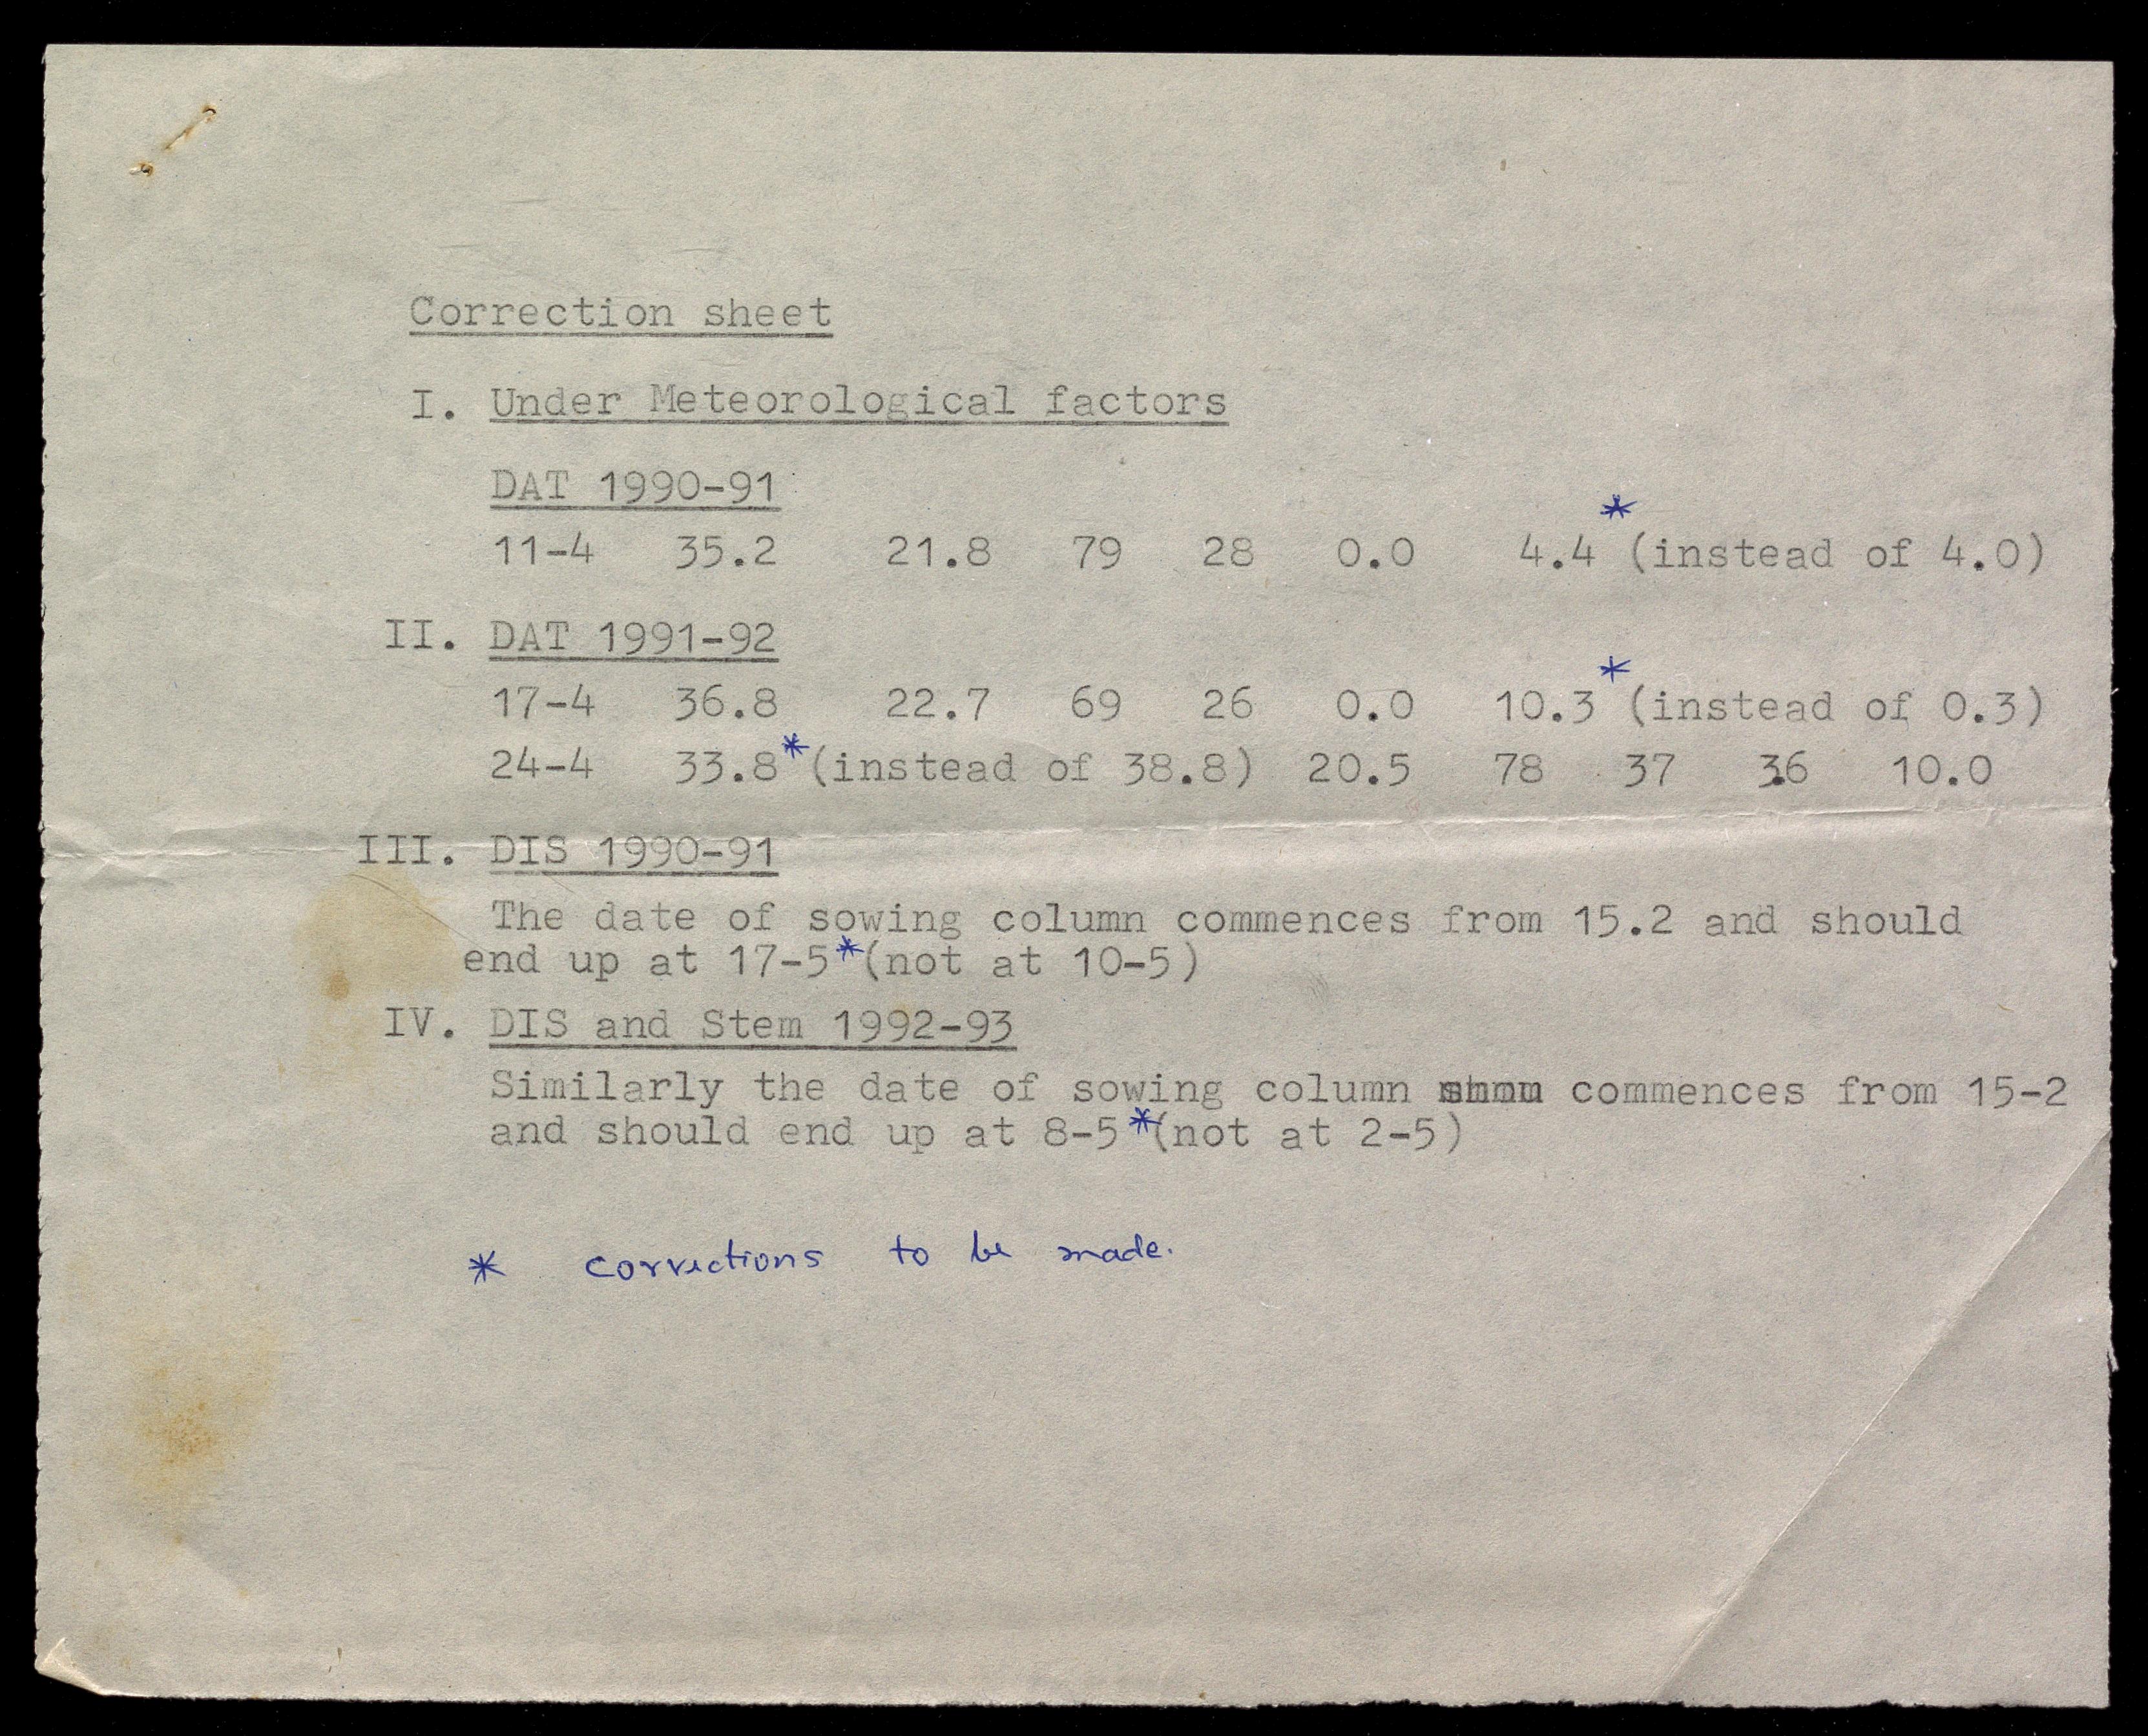 Correction sheet
I. Under Meteorological factors
DAT 1990-91
11-4 35.2 21.8 79 28 0.0 4.4* (instead of 4.0)
II. DAT 1991-92
17-4 36.8 22.7 69 26 0.0 10.3* (instead of 0.3)
24-4 33.8* (instead of 38.8) 20.5 78 37 3.6 10.0
III. DIS 1990-91
The date of sowing column commences from 15.2 and should
end up at 17-5* (not at 10-5)
IV. DIS and Stem 1992-93
Similarly the date of sowing column commences from 15-2
and should end up at 8-5* (not at 2-5)
* corrections to be made.